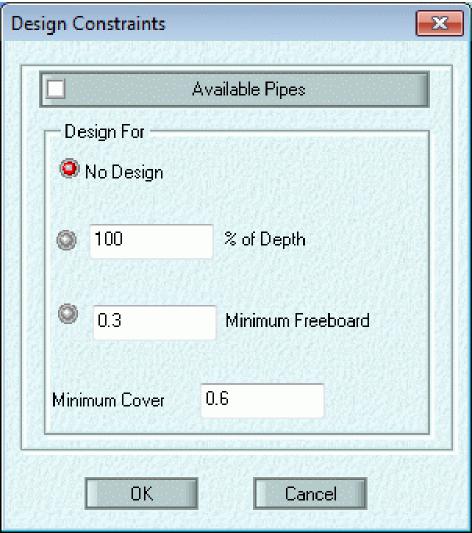 Design Constraints
Available Pipes
Design For
No Design
100 % of Depth
0.3 Minimum Freeboard
Minimum Cover 0.6
OK Cancel